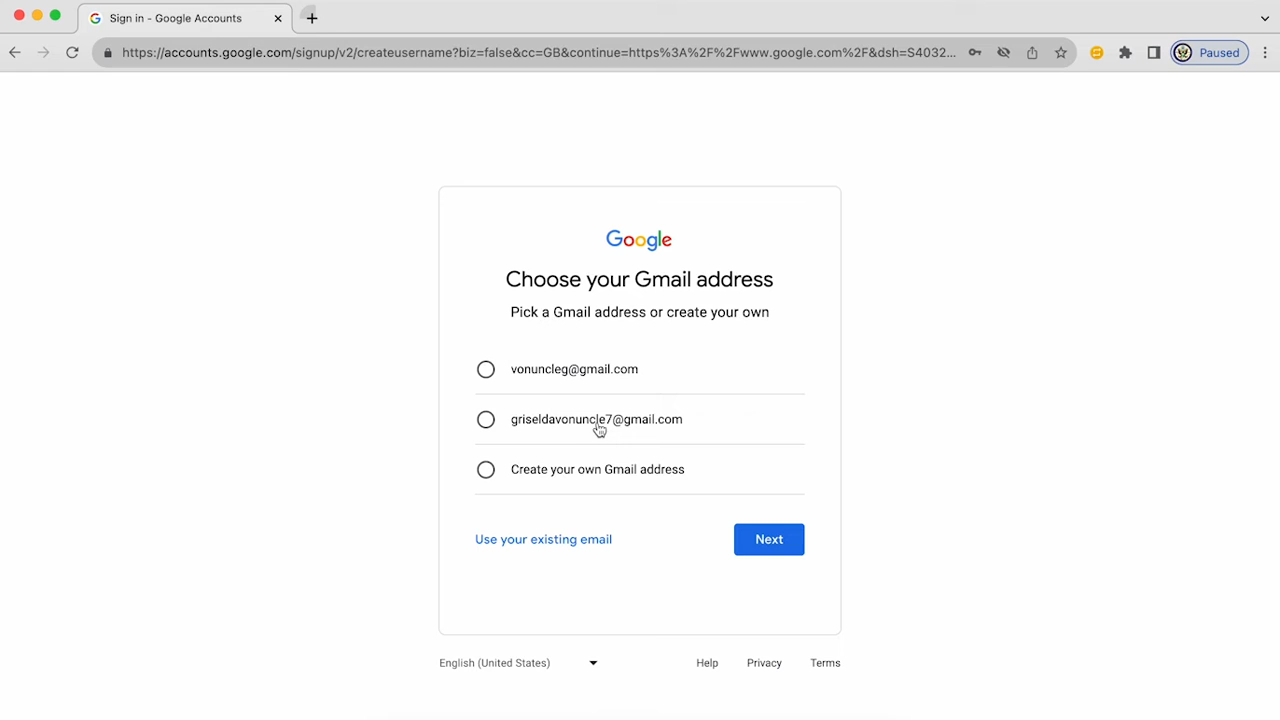 Sign in - Google Accounts
https://accounts.google.com/signup/v2/createusername?biz=false&cc=GB&continue=https%3A%2F%2Fwww.google.com%2F&dsh=S4032...
Paused
Google
Choose your Gmail address
Pick a Gmail address or create your own
vonuncleg@gmail.com
griseldavonuncle7@gmail.com
Create your own Gmail address
Use your existing email
Next
English (United States)
Help
Privacy
Terms